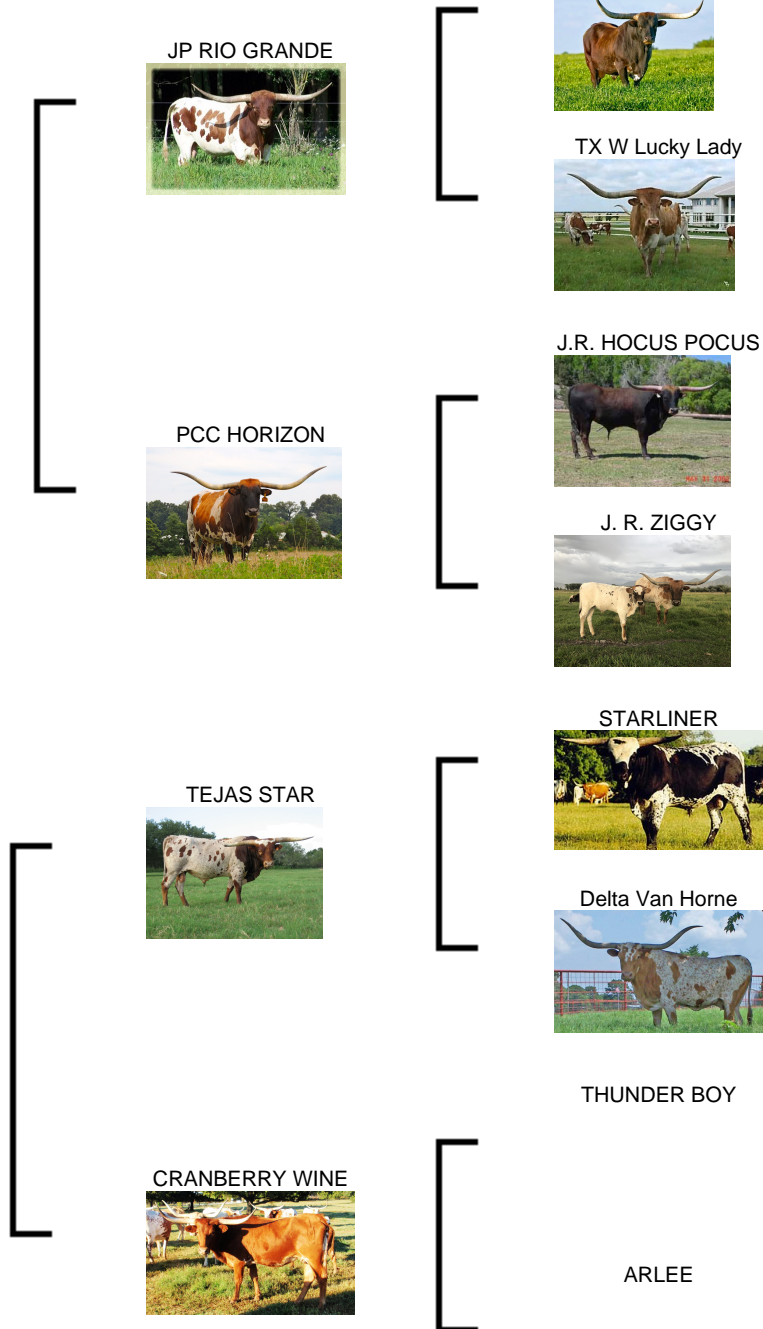 JP RIO GRANDE
TX W Lucky Lady
J.R. HOCUS POCUS
PCC HORIZON
J. R. ZIGGY
STARLINER
TEJAS STAR
Delta Van Horne
THUNDER BOY
CRANBERRY WINE
ARLEE